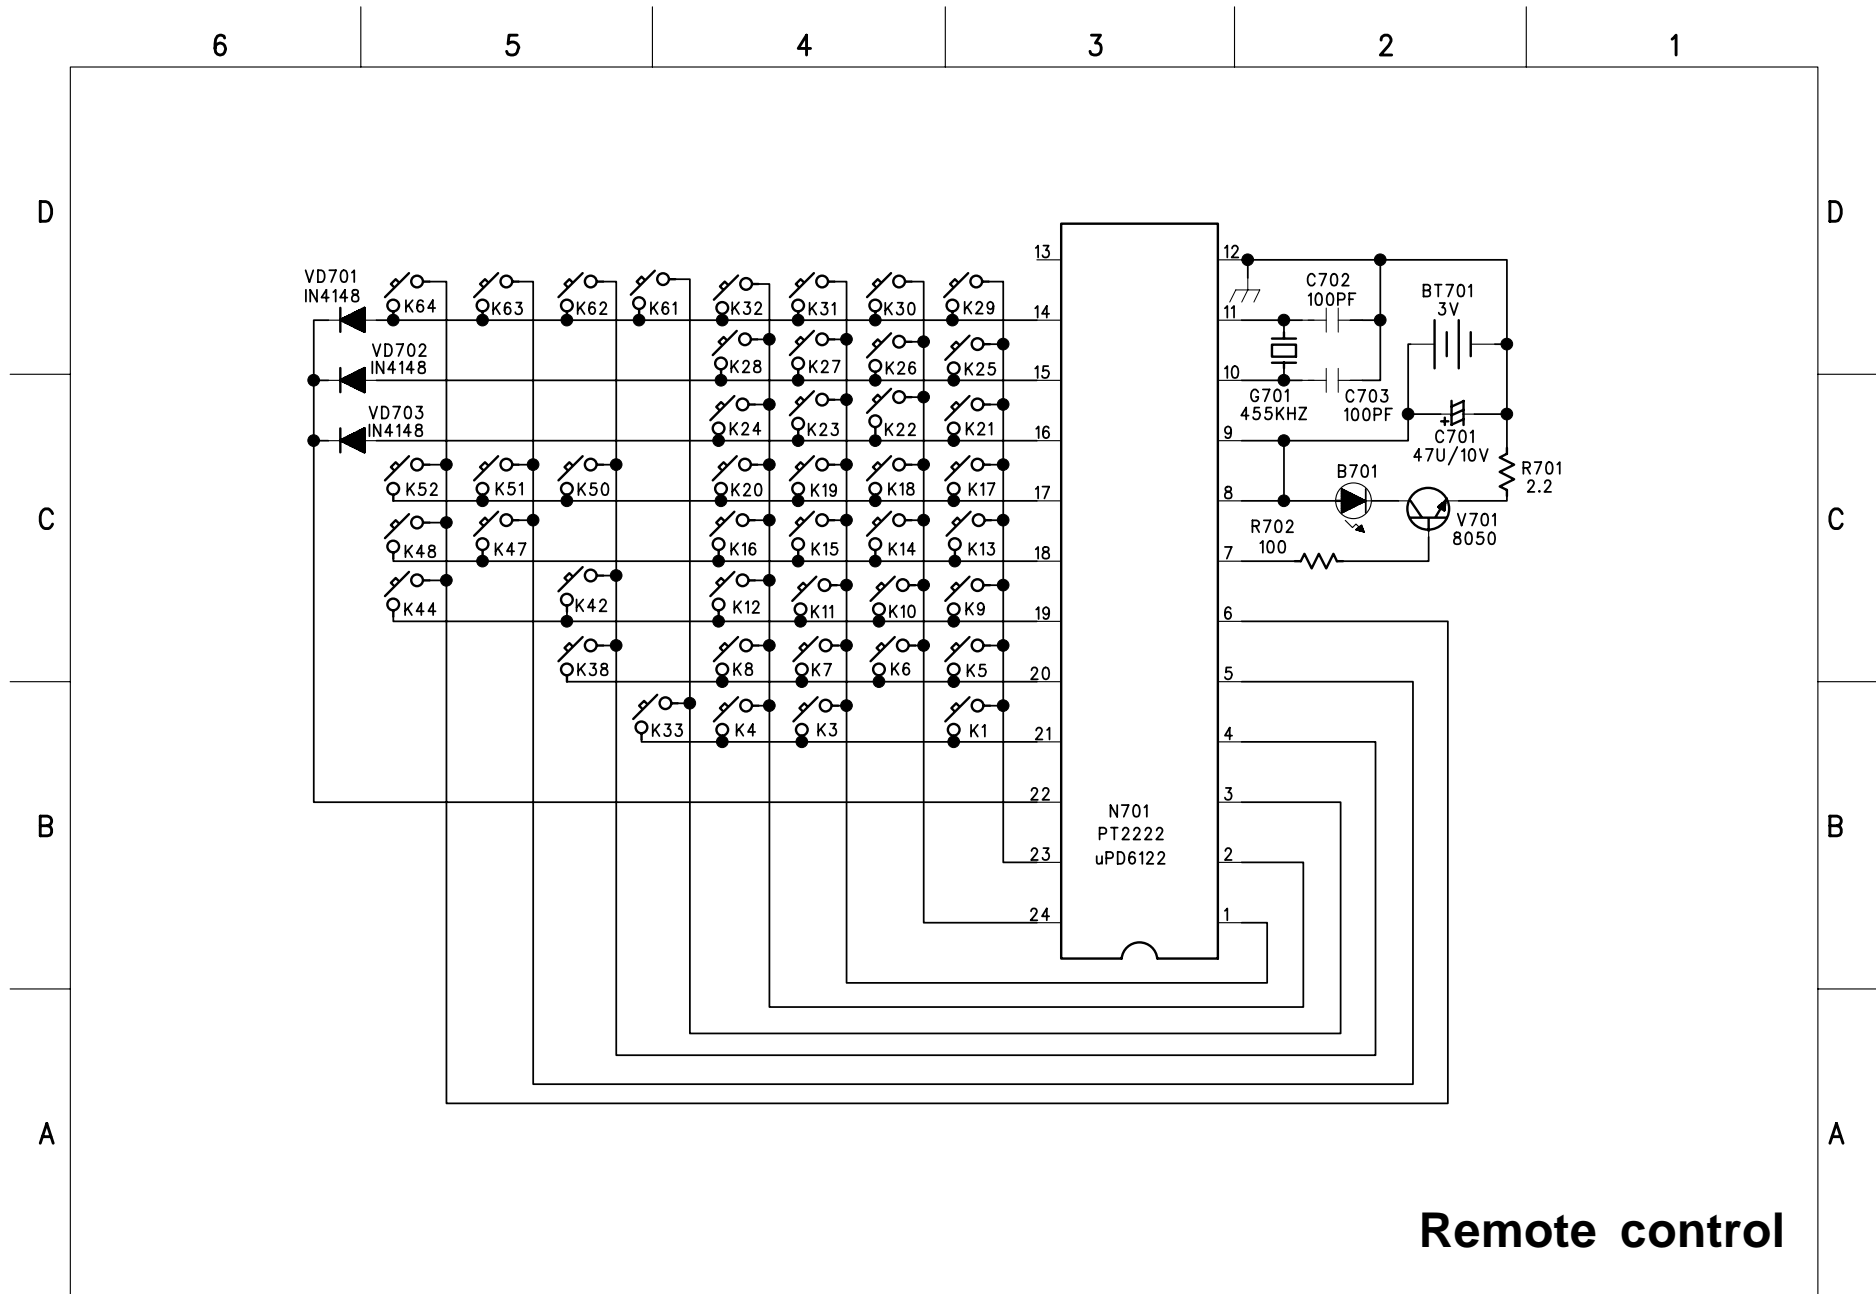 6 5 4 3 2 1
D D
13 12
VD701
IN4148
K64 K63 K62 K61 K32 K31 K30 K29 14
11
C702
100PF
BT701
3V
VD702
IN4148
K28 K27 K26 K25 15
10
G701
455KHZ
C703
100PF
VD703
IN4148
K24 K23 K22 K21 16
9
+
C701
47U/10V
R701
2.2
K52 K51 K50 K20 K19 K18 K17 17
8
B701
V701
8050
C C
K48 K47 K16 K15 K14 K13 18
R702
100
7
K44 K42 K12 K11 K10 K9 19
6
K38 K8 K7 K6 K5 20
5
K33 K4 K3 K1 21
4
22 3
N701
PT2222
uPD6122
B B
23 2
24 1
A A
Remote control